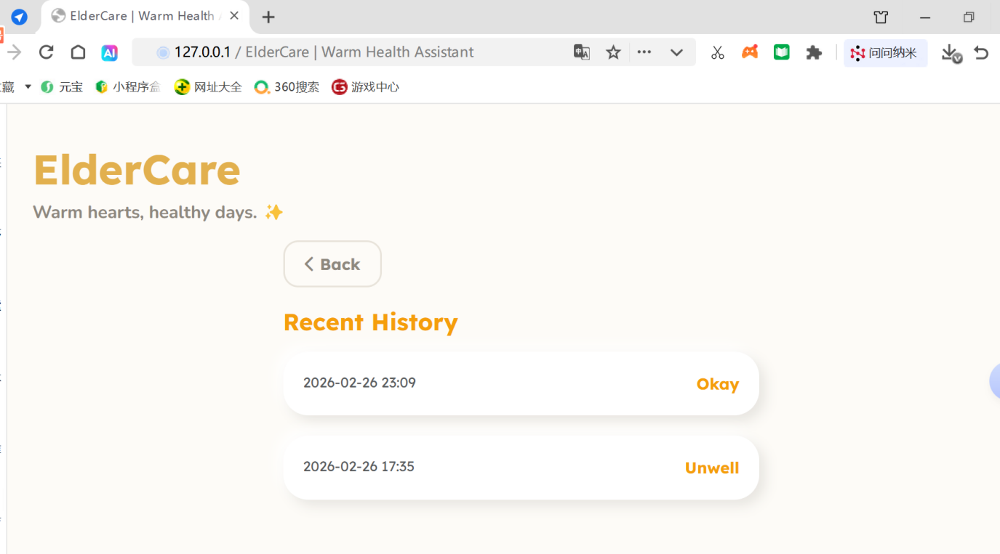 ElderCare | Warm Health
127.0.0.1 / ElderCare | Warm Health Assistant
AI
问问纳米
藏
元宝
小程序盒
网址大全
360搜索
游戏中心
ElderCare
Warm hearts, healthy days. ✨
Back
Recent History
2026-02-26 23:09
Okay
2026-02-26 17:35
Unwell